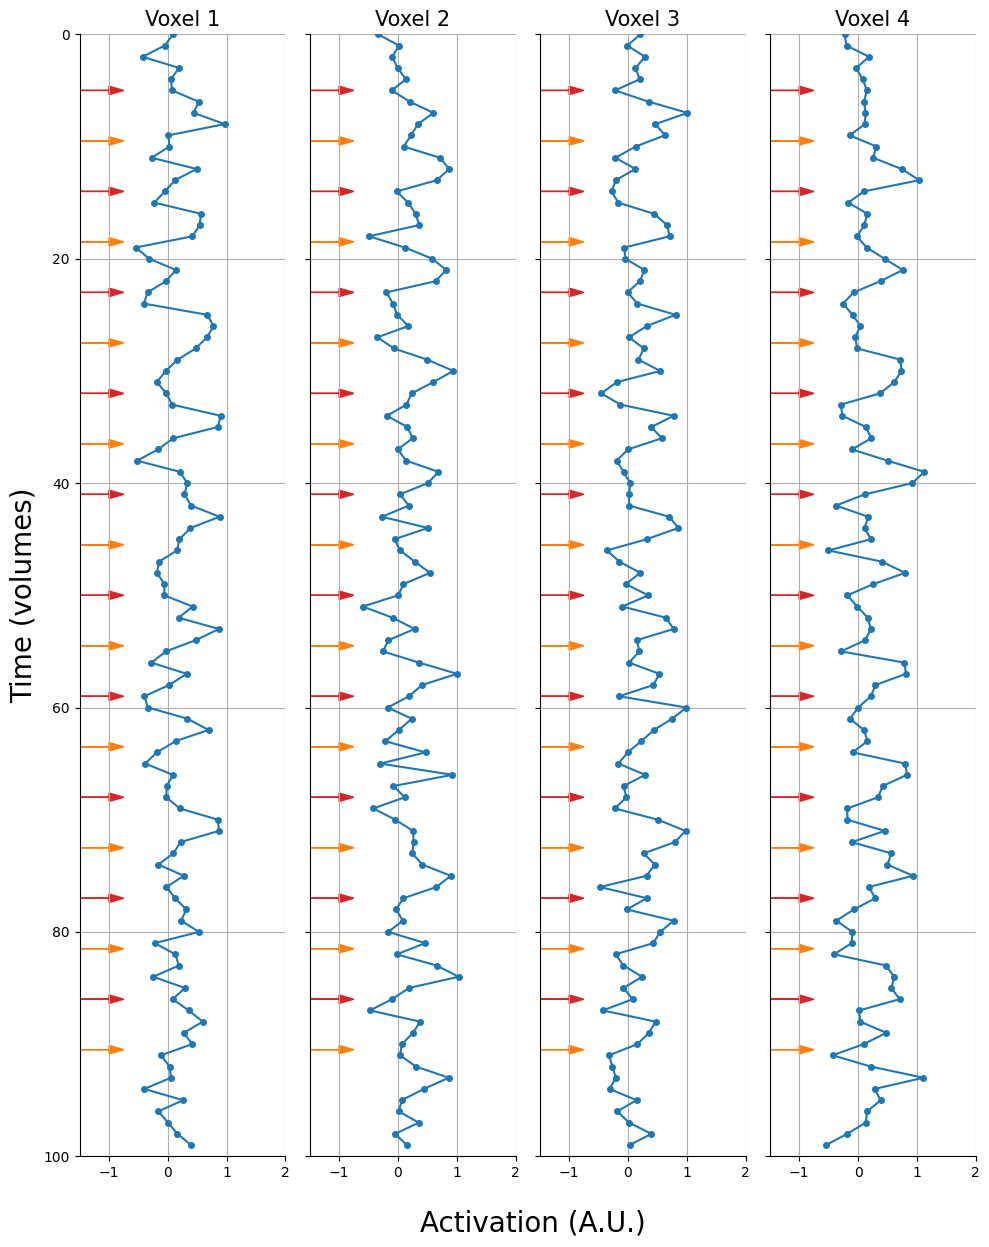 Voxel 1 Voxel 2 Voxel 3 Voxel 4
0
20
40
60
80
100
Time (volumes)
−1 0 1 2 −1 0 1 2 −1 0 1 2 −1 0 1 2
Activation (A.U.)